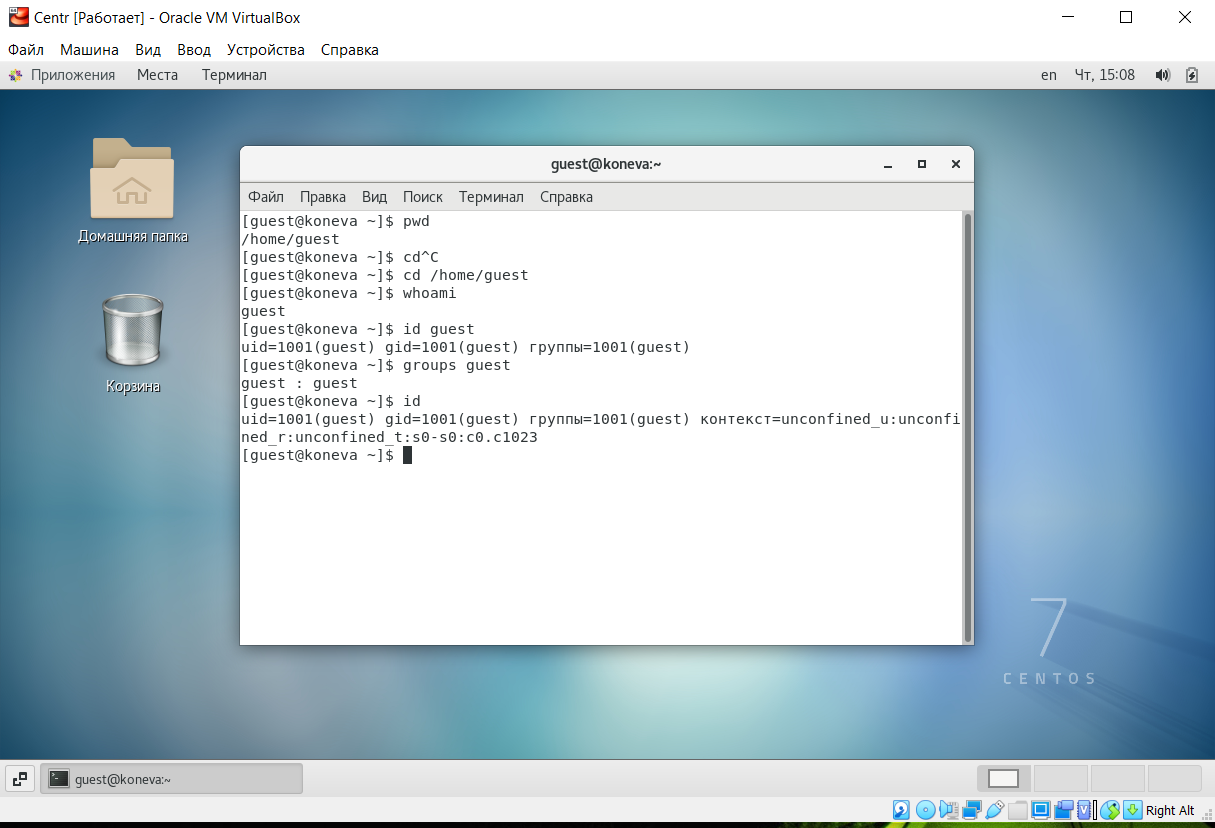 Centr [Работает] - Oracle VM VirtualBox
Файл Машина Вид Ввод Устройства Справка
Приложения Места Терминал en Чт, 15:08
Домашняя папка
Корзина
guest@koneva:~
Файл Правка Вид Поиск Терминал Справка
[guest@koneva ~]$ pwd
/home/guest
[guest@koneva ~]$ cd^C
[guest@koneva ~]$ cd /home/guest
[guest@koneva ~]$ whoami
guest
[guest@koneva ~]$ id guest
uid=1001(guest) gid=1001(guest) группы=1001(guest)
[guest@koneva ~]$ groups guest
guest : guest
[guest@koneva ~]$ id
uid=1001(guest) gid=1001(guest) группы=1001(guest) контекст=unconfined_u:unconfi
ned_r:unconfined_t:s0-s0:c0.c1023
[guest@koneva ~]$
7
CENTOS
guest@koneva:~
Right Alt